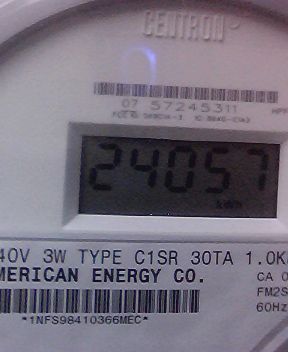 CENTRON
07 57245311
24057
kWh
40V 3W TYPE C1SR 30TA 1.0K
MERICAN ENERGY CO.
CA 0
FM2S
60Hz
*1NFS98410366MEC*